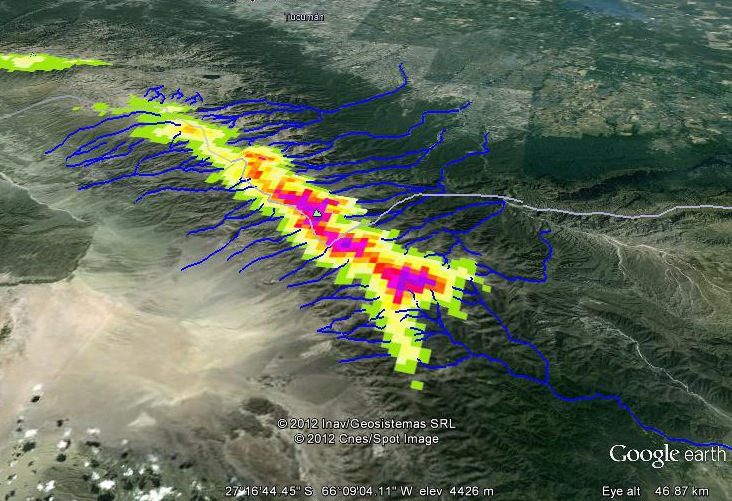 Tucumán
© 2012 Inav/Geosistemas SRL
© 2012 Cnes/Spot Image
Google earth
27°16'44.45" S 66°09'04.11" W elev 4426 m
Eye alt 46.87 km